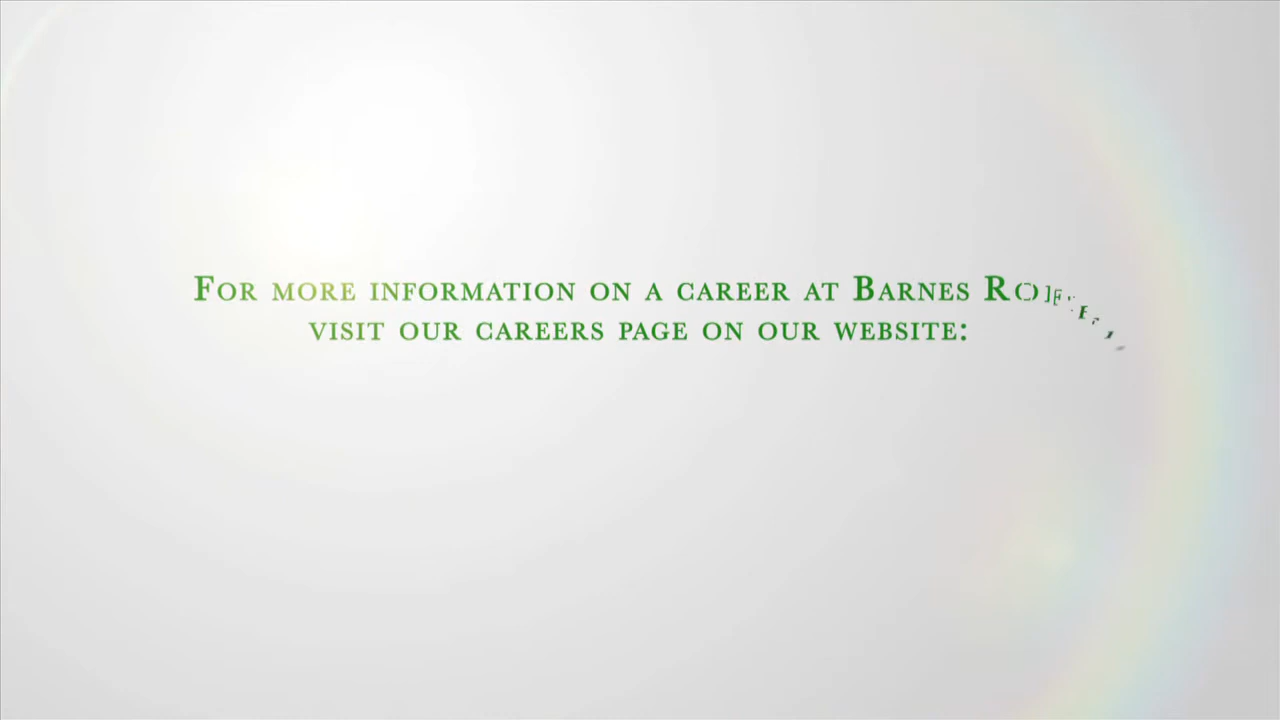 For more information on a career at Barnes
visit our careers page on our website: